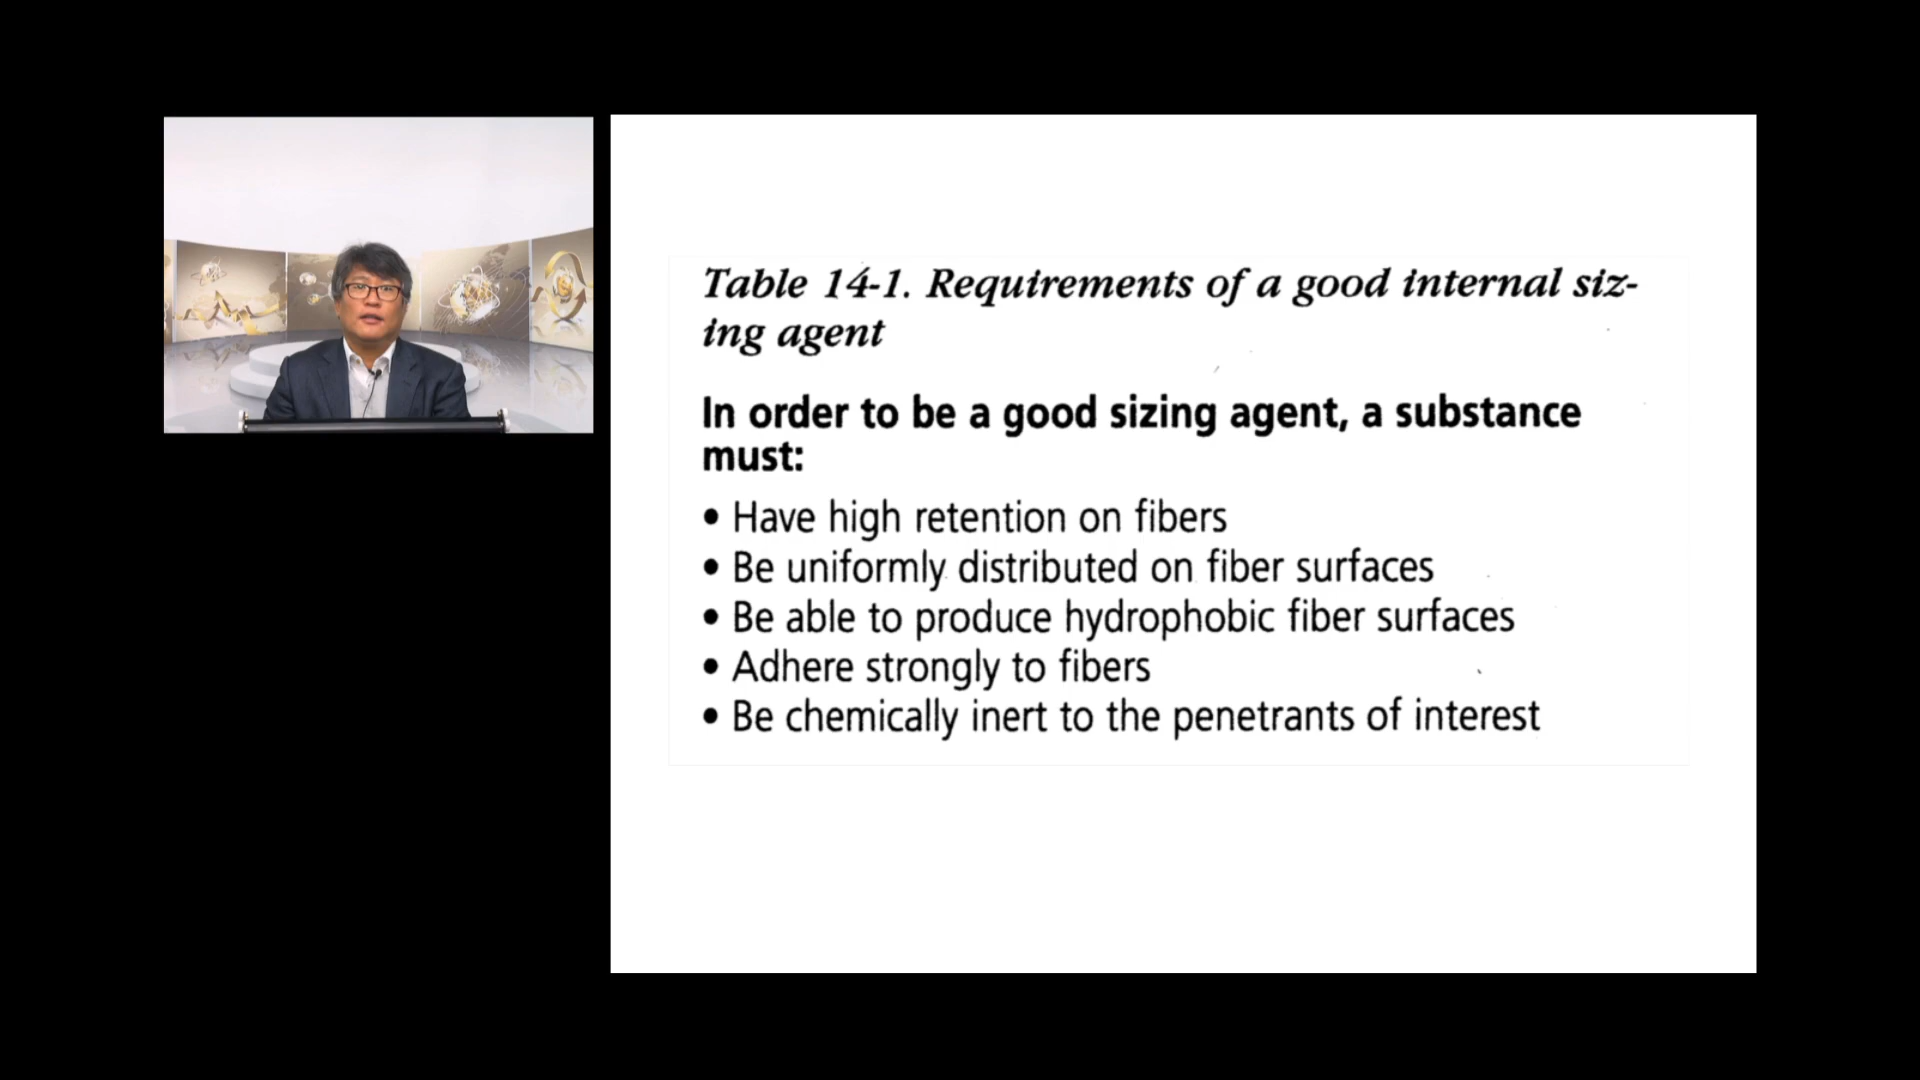 Table 14-1. Requirements of a good internal siz-
ing agent
In order to be a good sizing agent, a substance
must:
• Have high retention on fibers
• Be uniformly distributed on fiber surfaces
• Be able to produce hydrophobic fiber surfaces
• Adhere strongly to fibers
• Be chemically inert to the penetrants of interest